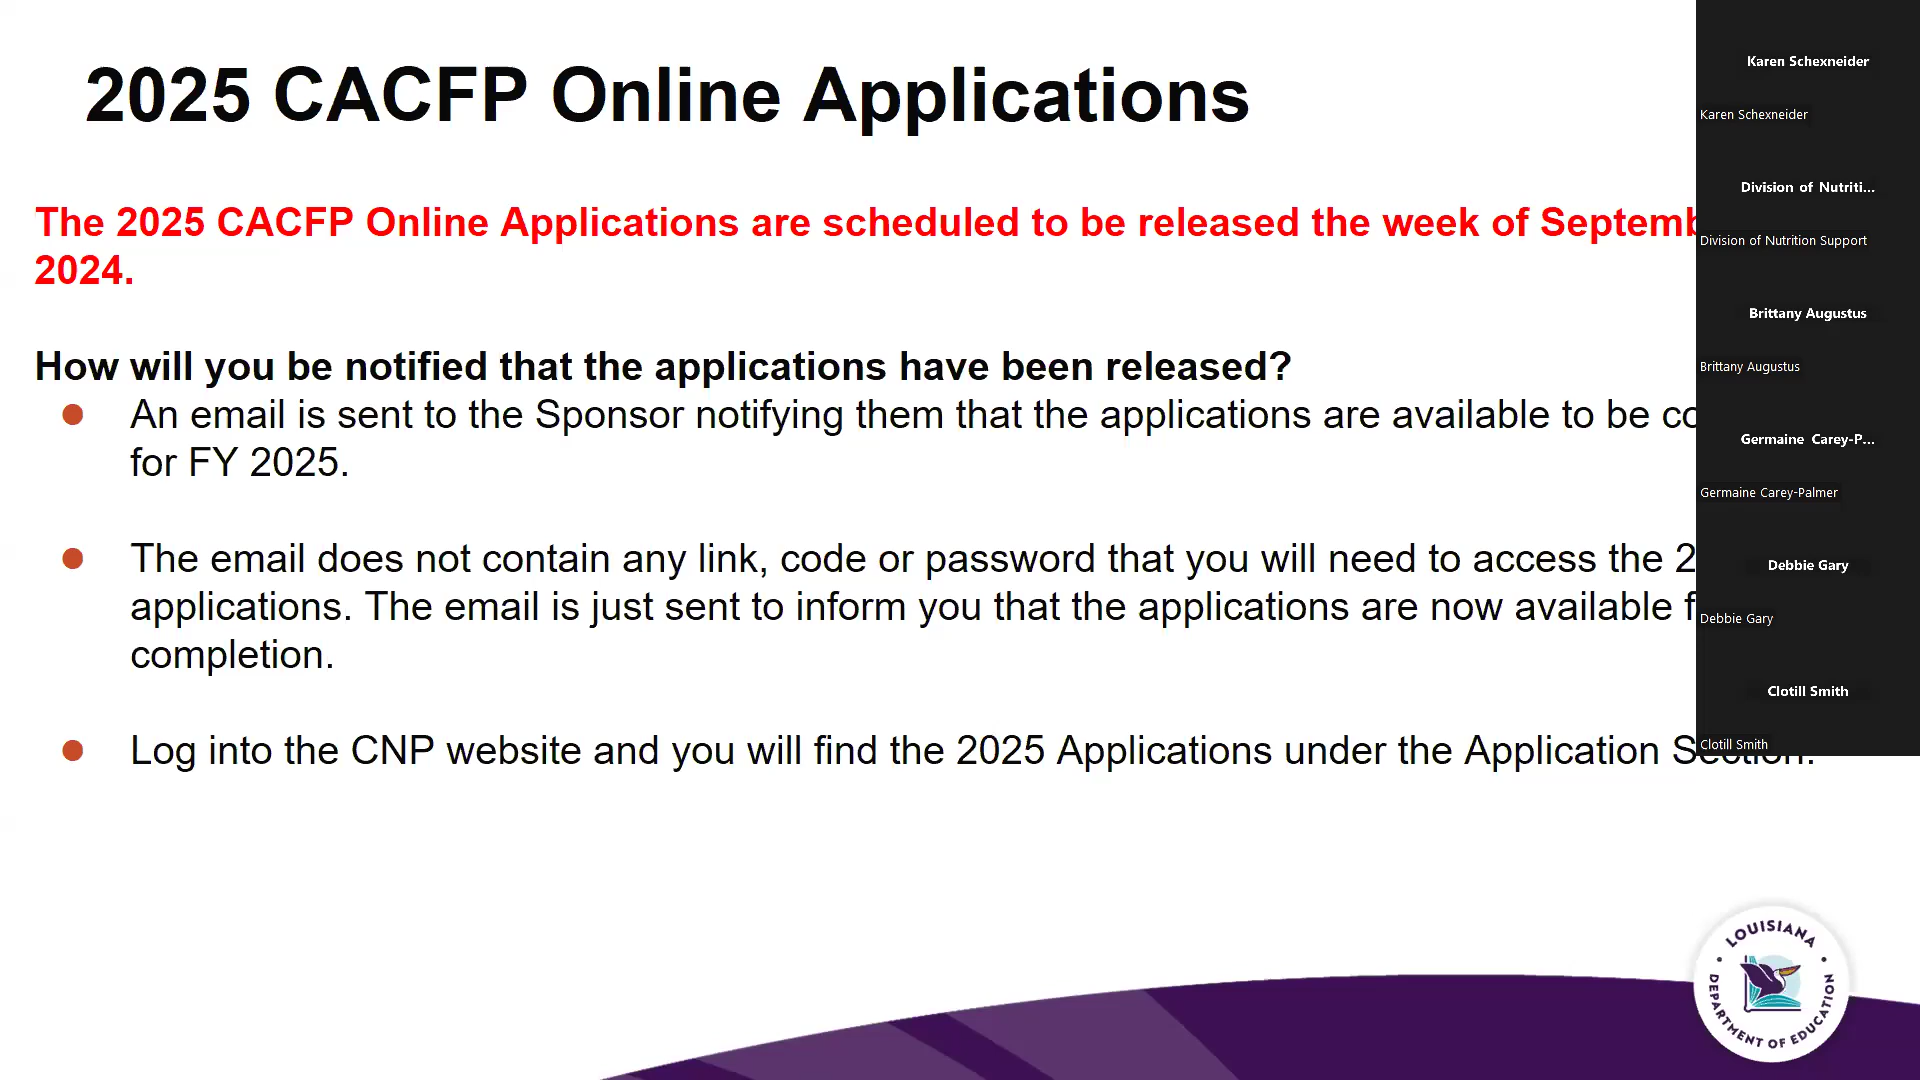 2025 CACFP Online Applications
The 2025 CACFP Online Applications are scheduled to be released the week of
2024.
How will you be notified that the applications have been released?
● An email is sent to the Sponsor notifying them that the applications are available to be
for FY 2025.
● The email does not contain any link, code or password that you will need to access the
applications. The email is just sent to inform you that the applications are now available
completion.
● Log into the CNP website and you will find the 2025 Applications under the Application
Karen Schexneider
Karen Schexneider
Division of Nutriti...
Division of Nutrition Support
Brittany Augustus
Brittany Augustus
Germaine Carey-P...
Germaine Carey-Palmer
Debbie Gary
Debbie Gary
Clotill Smith
Clotill Smith
LOUISIANA
DEPARTMENT OF EDUCATION